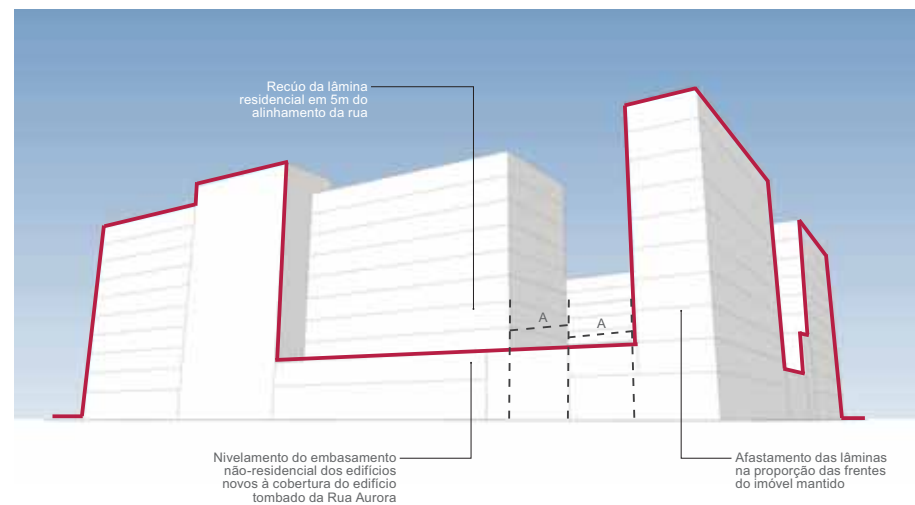 Recúo da lâmina
residencial em 5m do
alinhamento da rua
A
A
Nivelamento do embasamento
não-residencial dos edifícios
novos à cobertura do edifício
tombado da Rua Aurora
Afastamento das lâminas
na proporção das frentes
do imóvel mantido